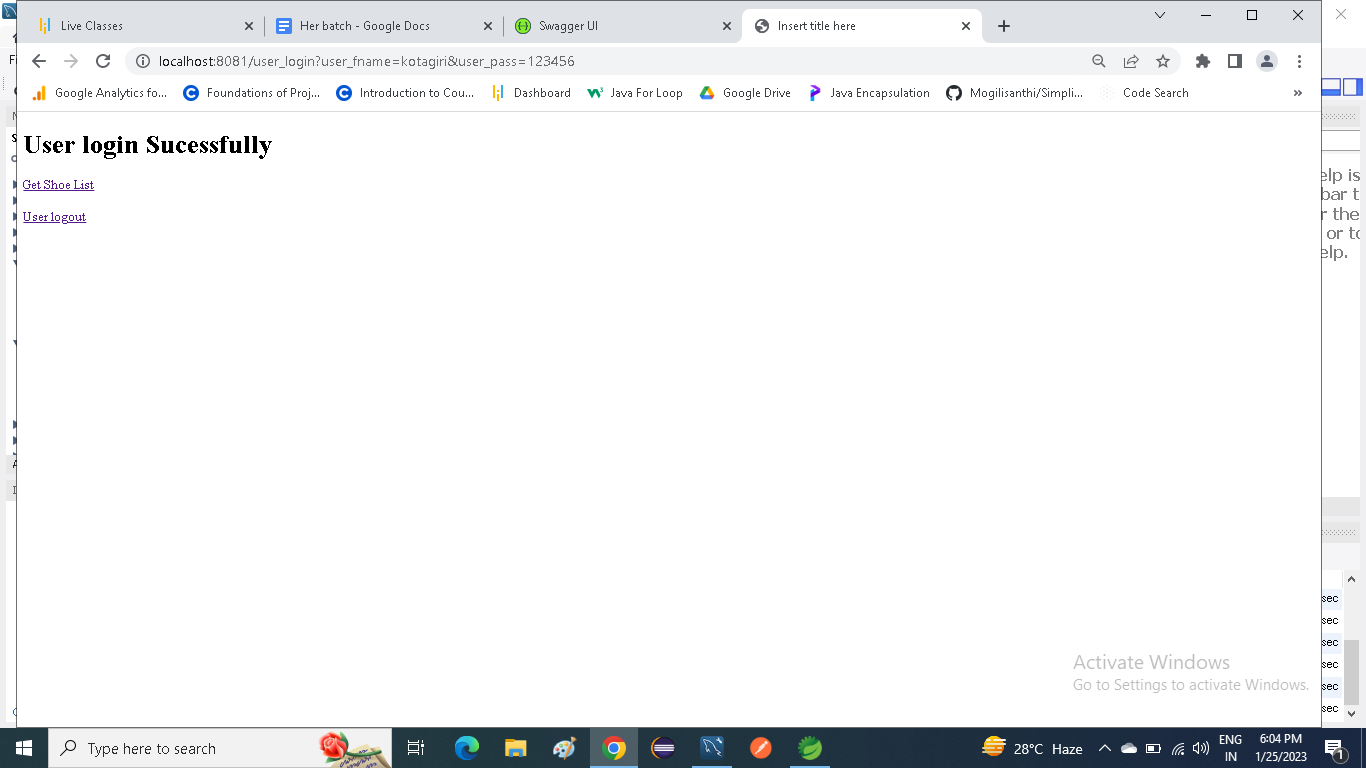 Live Classes
Her batch - Google Docs
Swagger UI
Insert title here
localhost:8081/user_login?user_fname=kotagiri&user_pass=123456
Google Analytics fo...
Foundations of Proj...
Introduction to Cou...
Dashboard
Java For Loop
Google Drive
Java Encapsulation
Mogilisanthi/Simpli...
Code Search
»
User login Sucessfully
Get Shoe List
User logout
elp is
bar t
r the
or to
elp.
sec
sec
sec
sec
sec
sec
Activate Windows
Go to Settings to activate Windows.
Type here to search
28°C Haze
ENG
IN
6:04 PM
1/25/2023
1